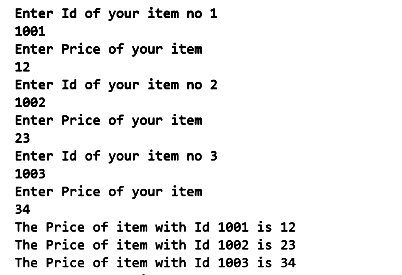 Enter Id of your item no 1
1001
Enter Price of your item
12
Enter Id of your item no 2
1002
Enter Price of your item
23
Enter Id of your item no 3
1003
Enter Price of your item
34
The Price of item with Id 1001 is 12
The Price of item with Id 1002 is 23
The Price of item with Id 1003 is 34